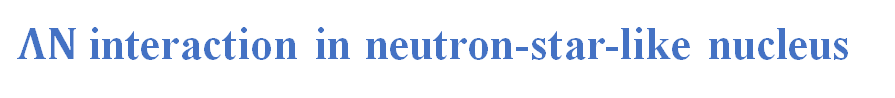 ΛN interaction in neutron-star-like nucleus